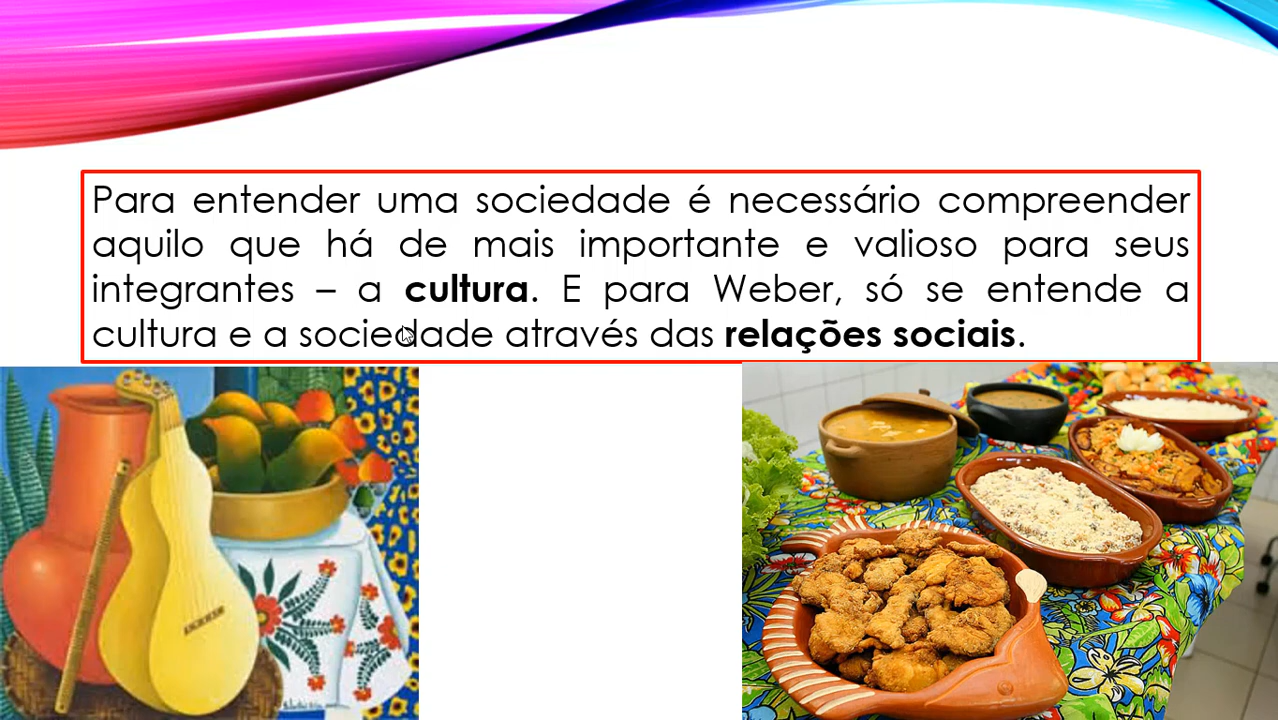 Para entender uma sociedade é necessário compreender
aquilo que há de mais importante e valioso para seus
integrantes – a cultura. E para Weber, só se entende a
cultura e a sociedade através das relações sociais.